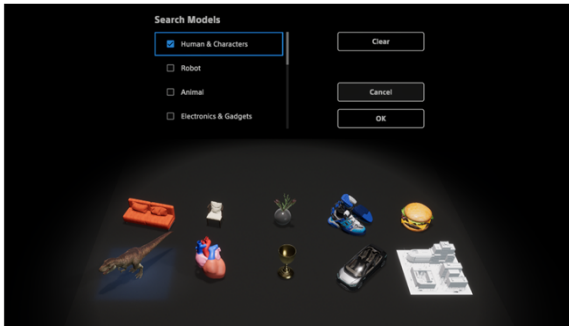 Search Models
Human & Characters
Clear
Robot
Animal
Cancel
Electronics & Gadgets
OK